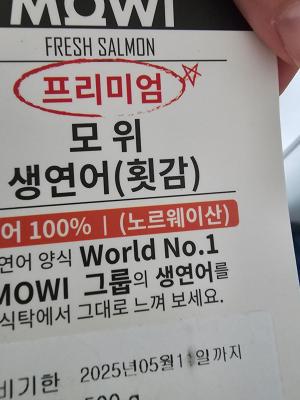 MOWI
FRESH SALMON
프리미엄
모위
생연어(횟감)
어 100% | (노르웨이산)
연어 양식 World No.1
MOWI 그룹의 생연어를
식탁에서 그대로 느껴 보세요.
비기한 2025년05월 일까지